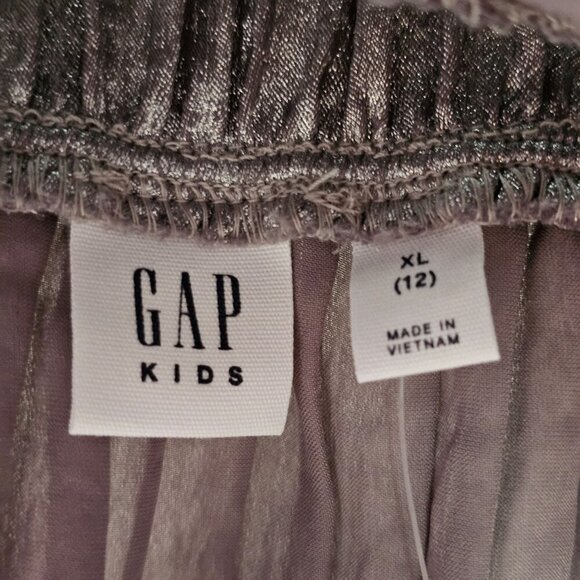 GAP
KIDS
XL
(12)
MADE IN
VIETNAM